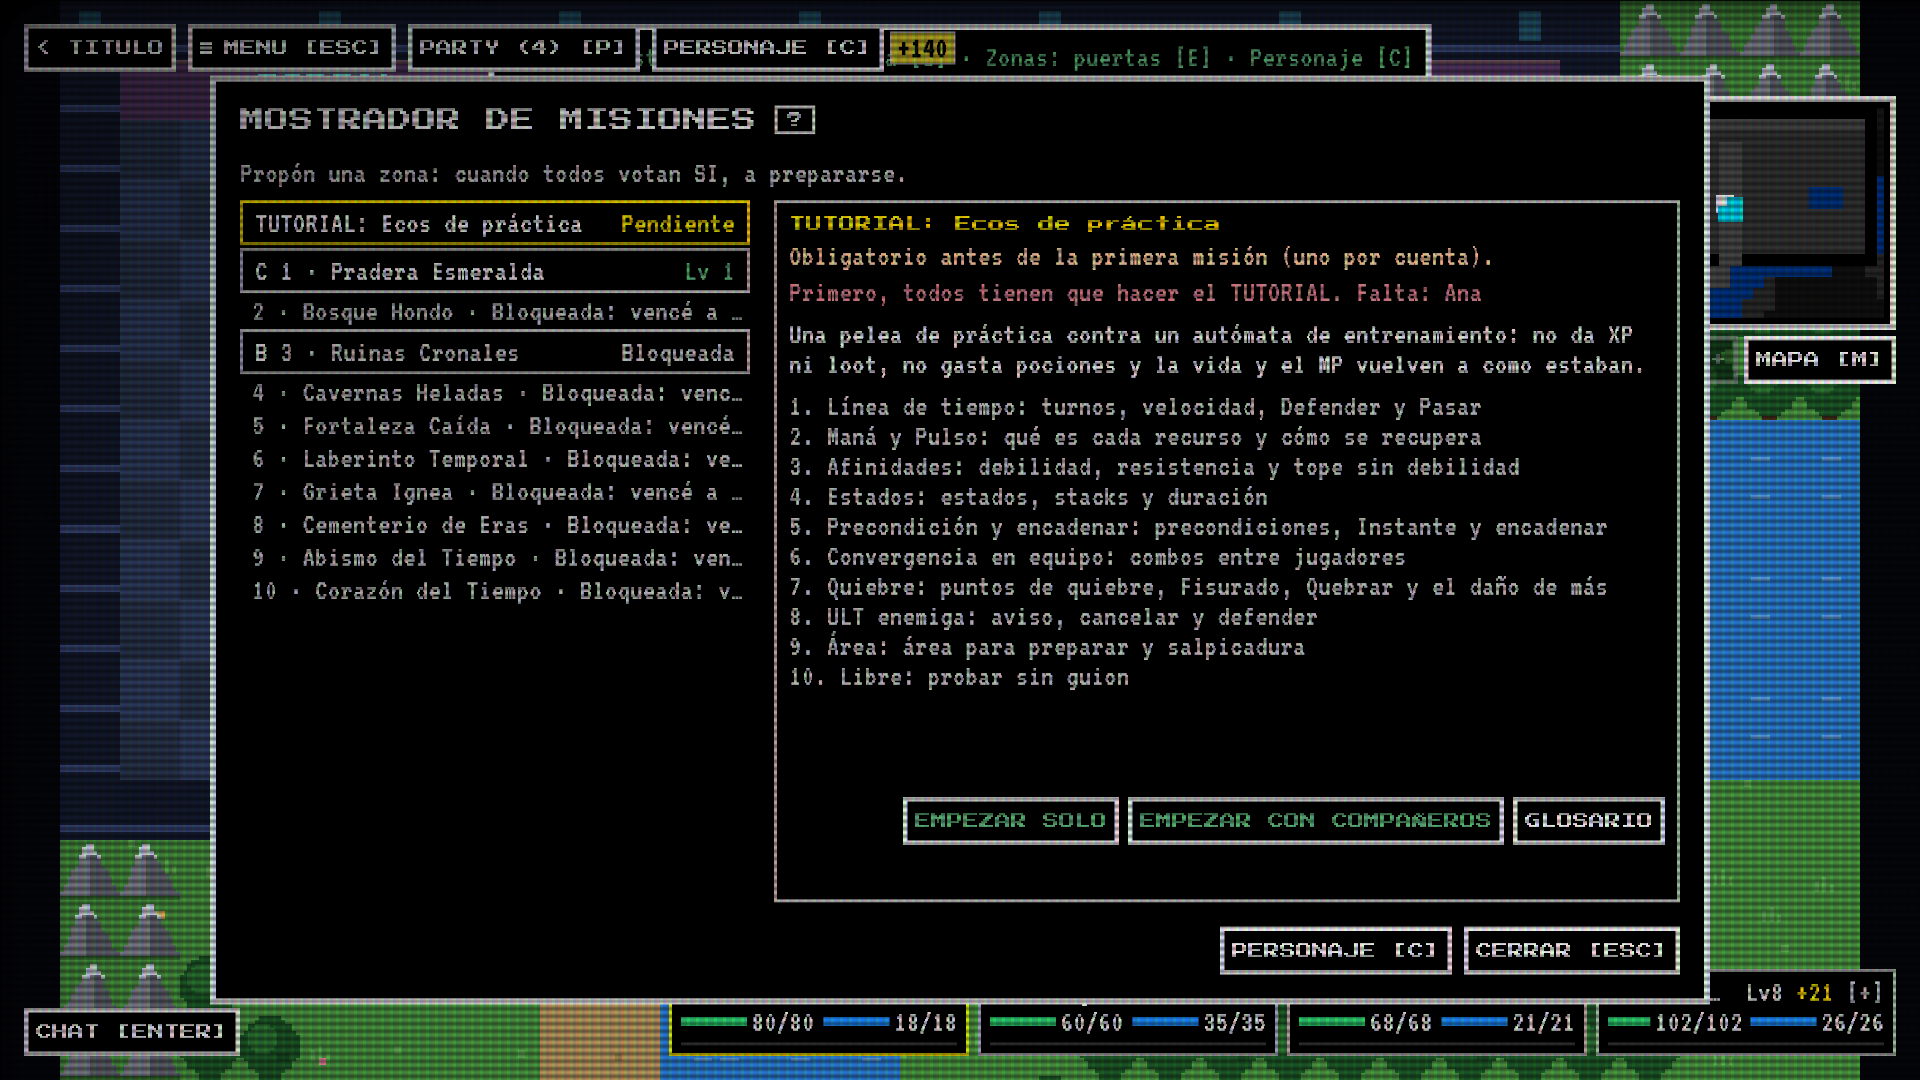 < TITULO
≡ MENU [ESC]
PARTY (4) [P]
PERSONAJE [C]
+140
· Zonas: puertas [E] · Personaje [C]
MOSTRADOR DE MISIONES [?]
Propón una zona: cuando todos votan SI, a prepararse.
TUTORIAL: Ecos de práctica Pendiente
C 1 · Pradera Esmeralda Lv 1
2 · Bosque Hondo · Bloqueada: vencé a …
B 3 · Ruinas Cronales Bloqueada
4 · Cavernas Heladas · Bloqueada: venc…
5 · Fortaleza Caída · Bloqueada: vencé…
6 · Laberinto Temporal · Bloqueada: ve…
7 · Grieta Ignea · Bloqueada: vencé a …
8 · Cementerio de Eras · Bloqueada: ve…
9 · Abismo del Tiempo · Bloqueada: ven…
10 · Corazón del Tiempo · Bloqueada: v…
TUTORIAL: Ecos de práctica
Obligatorio antes de la primera misión (uno por cuenta).
Primero, todos tienen que hacer el TUTORIAL. Falta: Ana
Una pelea de práctica contra un autómata de entrenamiento: no da XP
ni loot, no gasta pociones y la vida y el MP vuelven a como estaban.
1. Línea de tiempo: turnos, velocidad, Defender y Pasar
2. Maná y Pulso: qué es cada recurso y cómo se recupera
3. Afinidades: debilidad, resistencia y tope sin debilidad
4. Estados: estados, stacks y duración
5. Precondición y encadenar: precondiciones, Instante y encadenar
6. Convergencia en equipo: combos entre jugadores
7. Quiebre: puntos de quiebre, Fisurado, Quebrar y el daño de más
8. ULT enemiga: aviso, cancelar y defender
9. Área: área para preparar y salpicadura
10. Libre: probar sin guion
EMPEZAR SOLO
EMPEZAR CON COMPAÑEROS
GLOSARIO
PERSONAJE [C]
CERRAR [ESC]
MAPA [M]
… Lv8 +21 [+]
CHAT [ENTER]
80/80 18/18
60/60 35/35
68/68 21/21
102/102 26/26